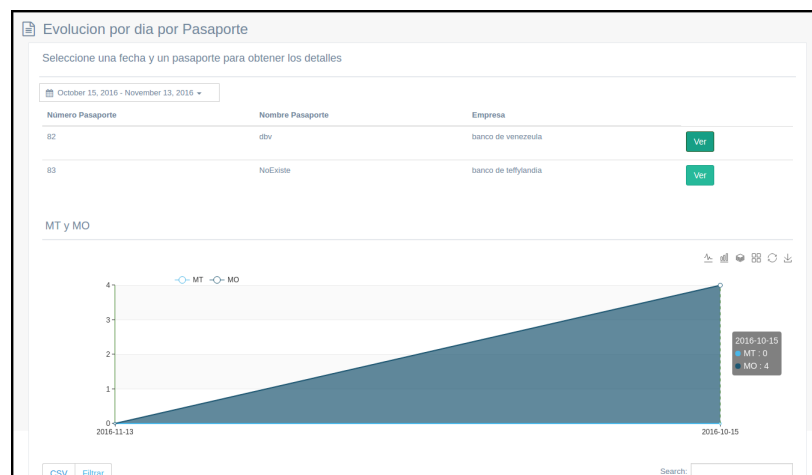 Evolucion por dia por Pasaporte
Seleccione una fecha y un pasaporte para obtener los detalles
October 15, 2016 - November 13, 2016
Número Pasaporte Nombre Pasaporte Empresa
82 dbv banco de venezeula Ver
83 NoExiste banco de teffylandia Ver
MT y MO
MT MO
4
3
2
1
0
2016-10-15
MT : 0
MO : 4
2016-11-13 2016-10-15
CSV Filtrar Search: